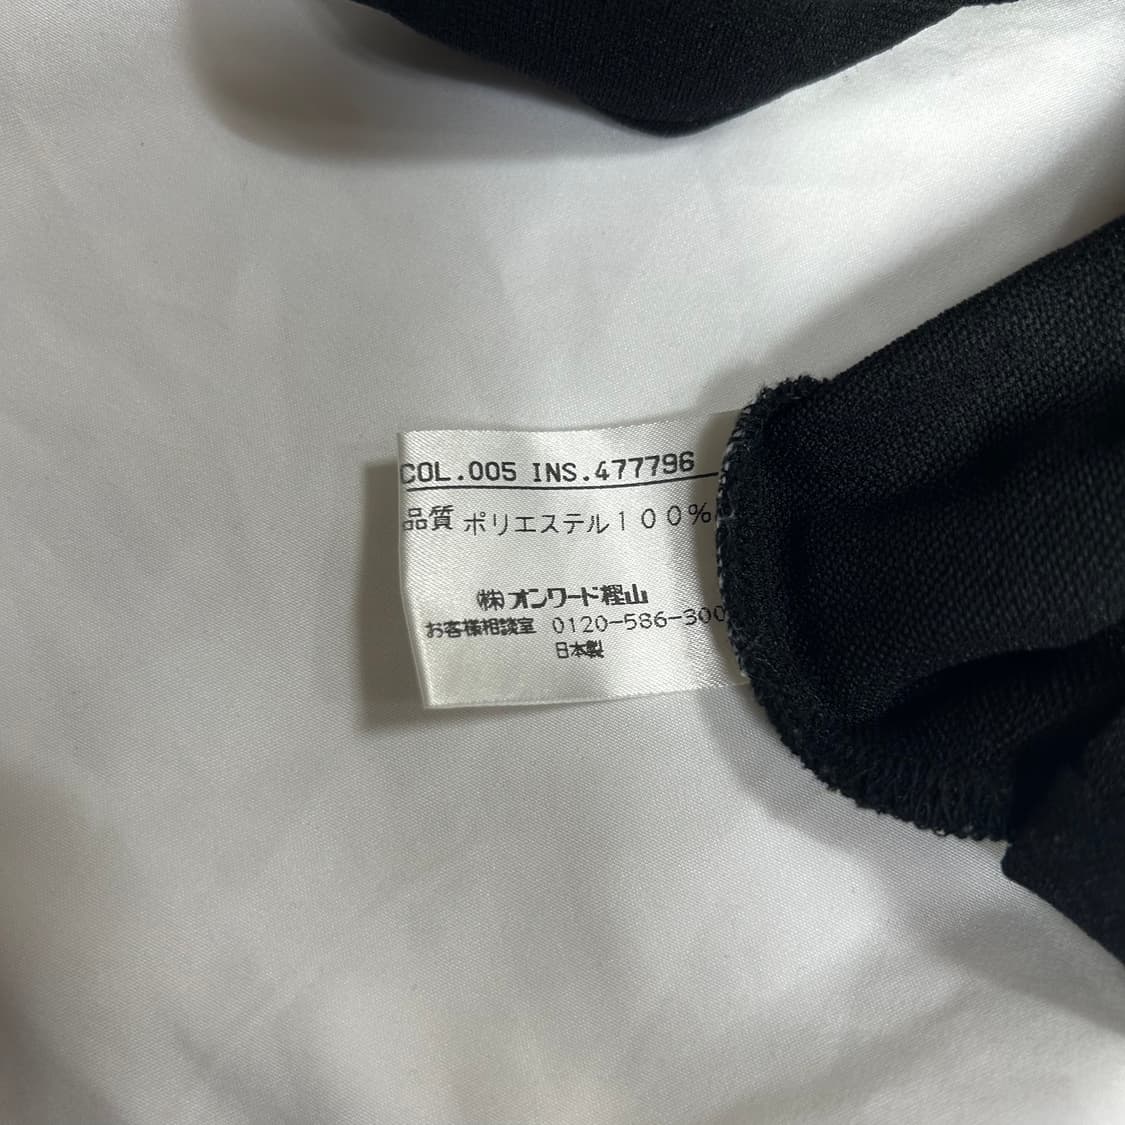 COL.005 INS.477796
品質 ポリエステル100%
㈱オンワード樫山
お客様相談室 0120-586-300
日本製